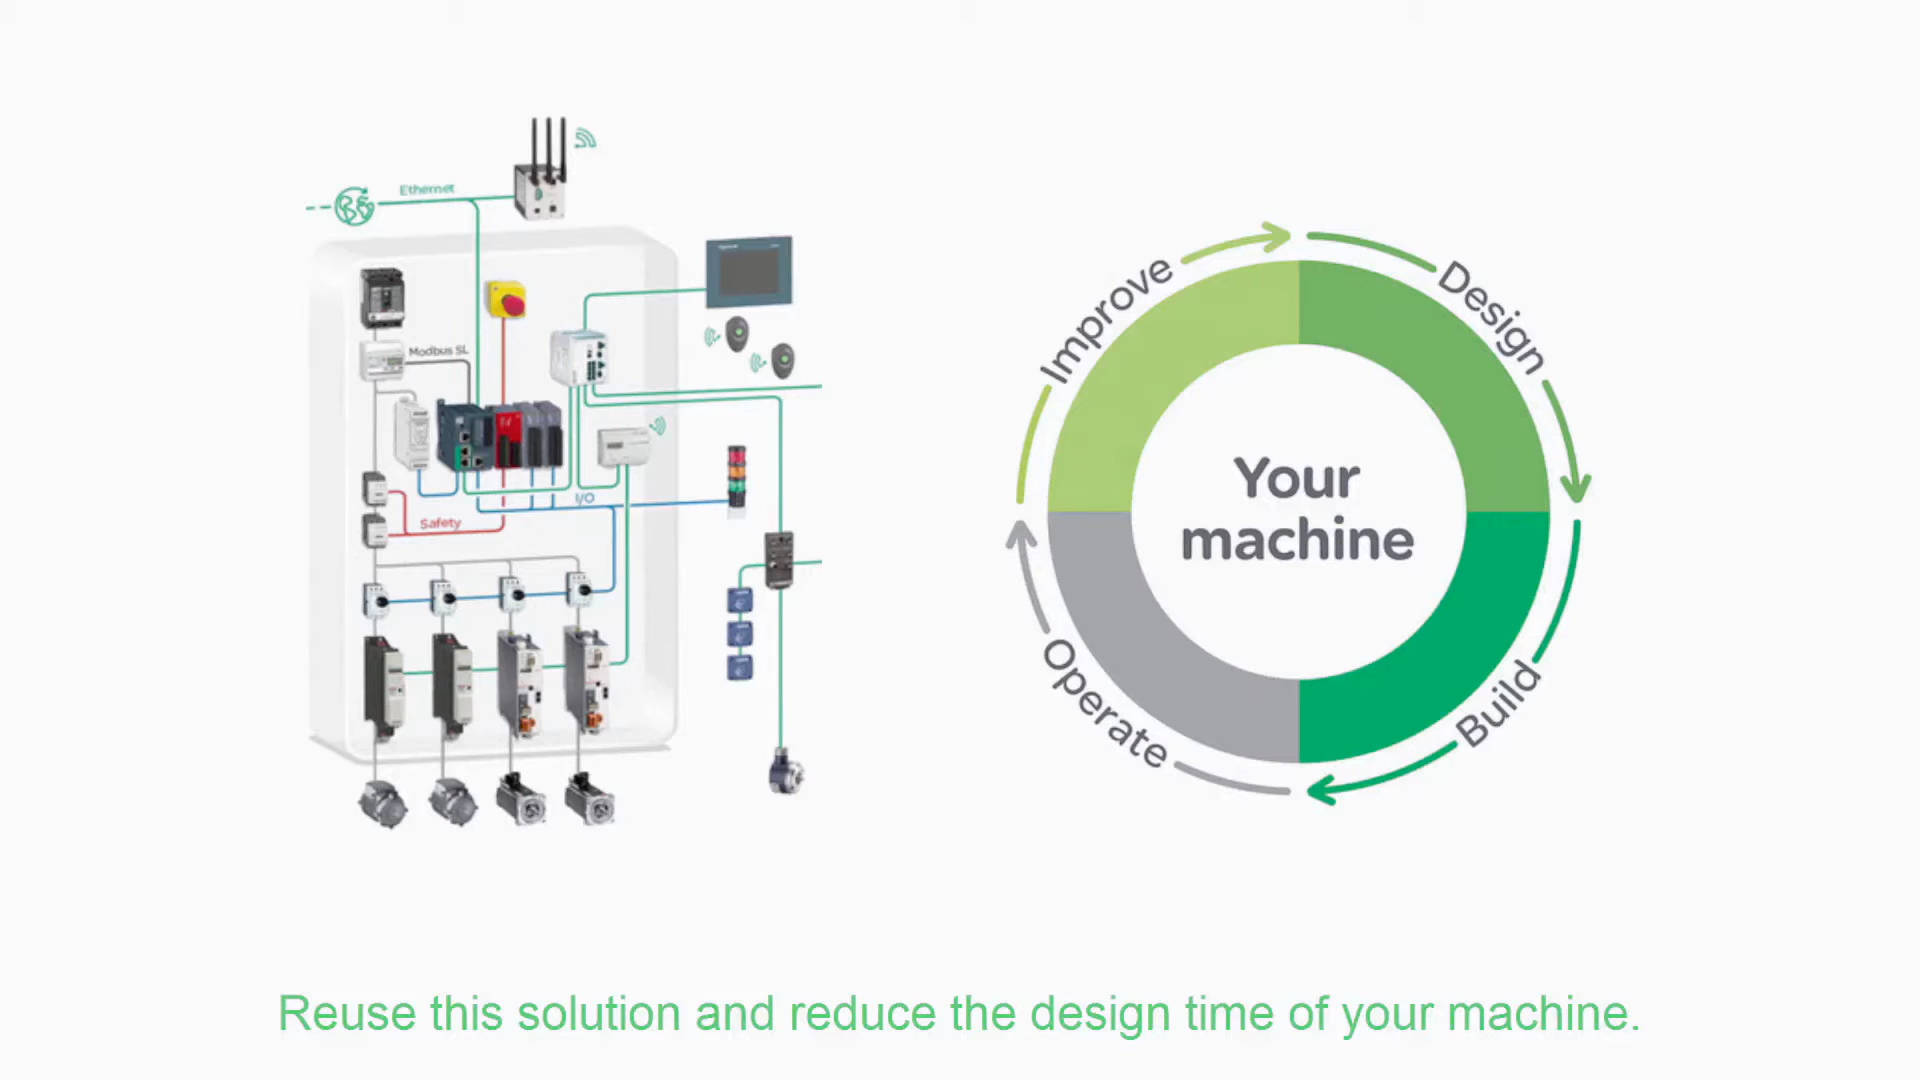 Ethernet
Modbus SL
I/O
Safety
Improve
Design
Your
machine
Operate
Build
Reuse this solution and reduce the design time of your machine.